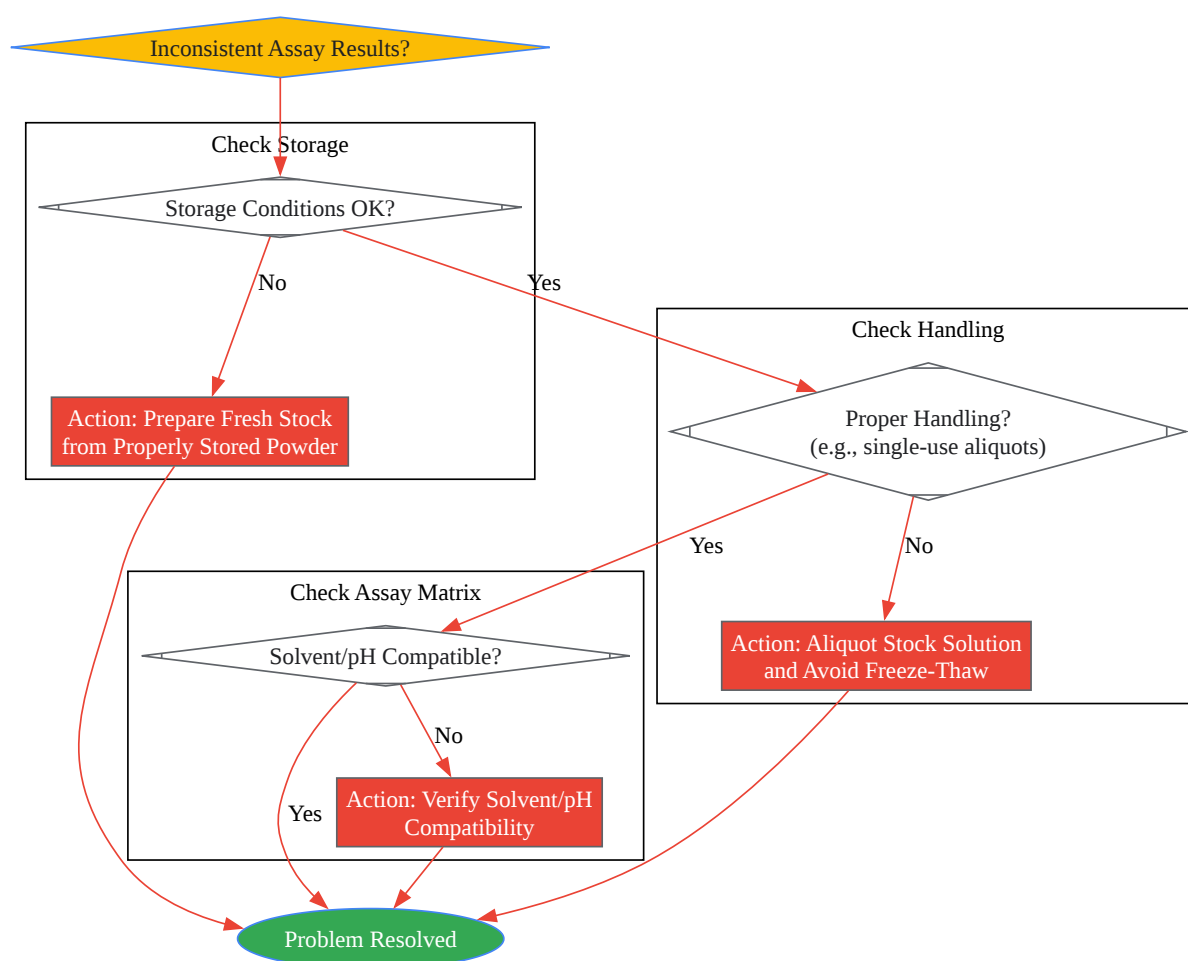 Inconsistent Assay Results?
Check Storage
Storage Conditions OK?
No
Yes
Check Handling
Proper Handling?
(e.g., single-use aliquots)
Action: Prepare Fresh Stock
from Properly Stored Powder
Yes
No
Check Assay Matrix
Solvent/pH Compatible?
Action: Aliquot Stock Solution
and Avoid Freeze-Thaw
No
Yes
Action: Verify Solvent/pH
Compatibility
Problem Resolved